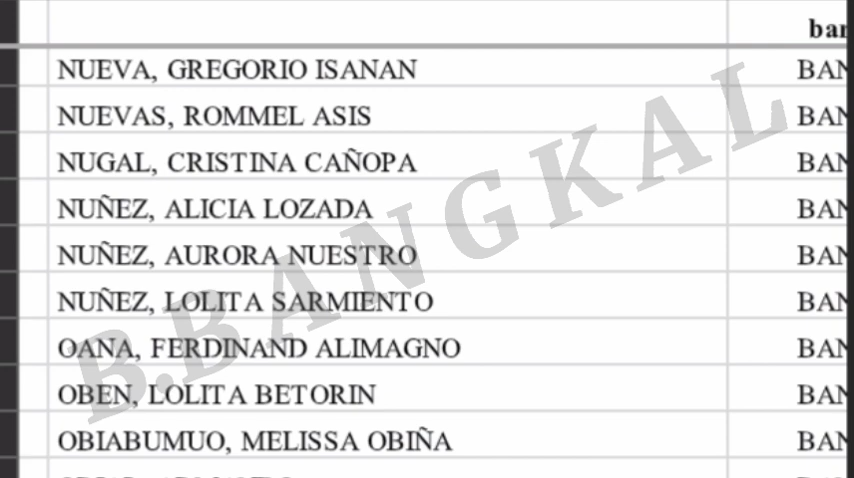 bar
NUEVA, GREGORIO ISANAN BAN
NUEVAS, ROMMEL ASIS BAN
NUGAL, CRISTINA CAÑOPA BAN
NUÑEZ, ALICIA LOZADA BAN
NUÑEZ, AURORA NUESTRO BAN
NUÑEZ, LOLITA SARMIENTO BAN
OANA, FERDINAND ALIMAGNO BAN
OBEN, LOLITA BETORIN BAN
OBIABUMUO, MELISSA OBIÑA BAN
B.BANGKAL